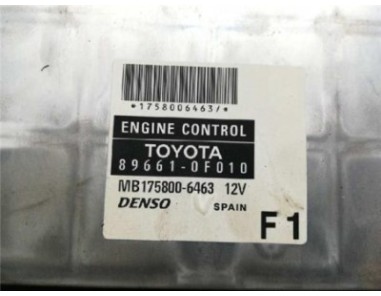 *1758006463/*
ENGINE CONTROL
TOYOTA
89661-0F010
MB175800-6463 12V
DENSO SPAIN
F1